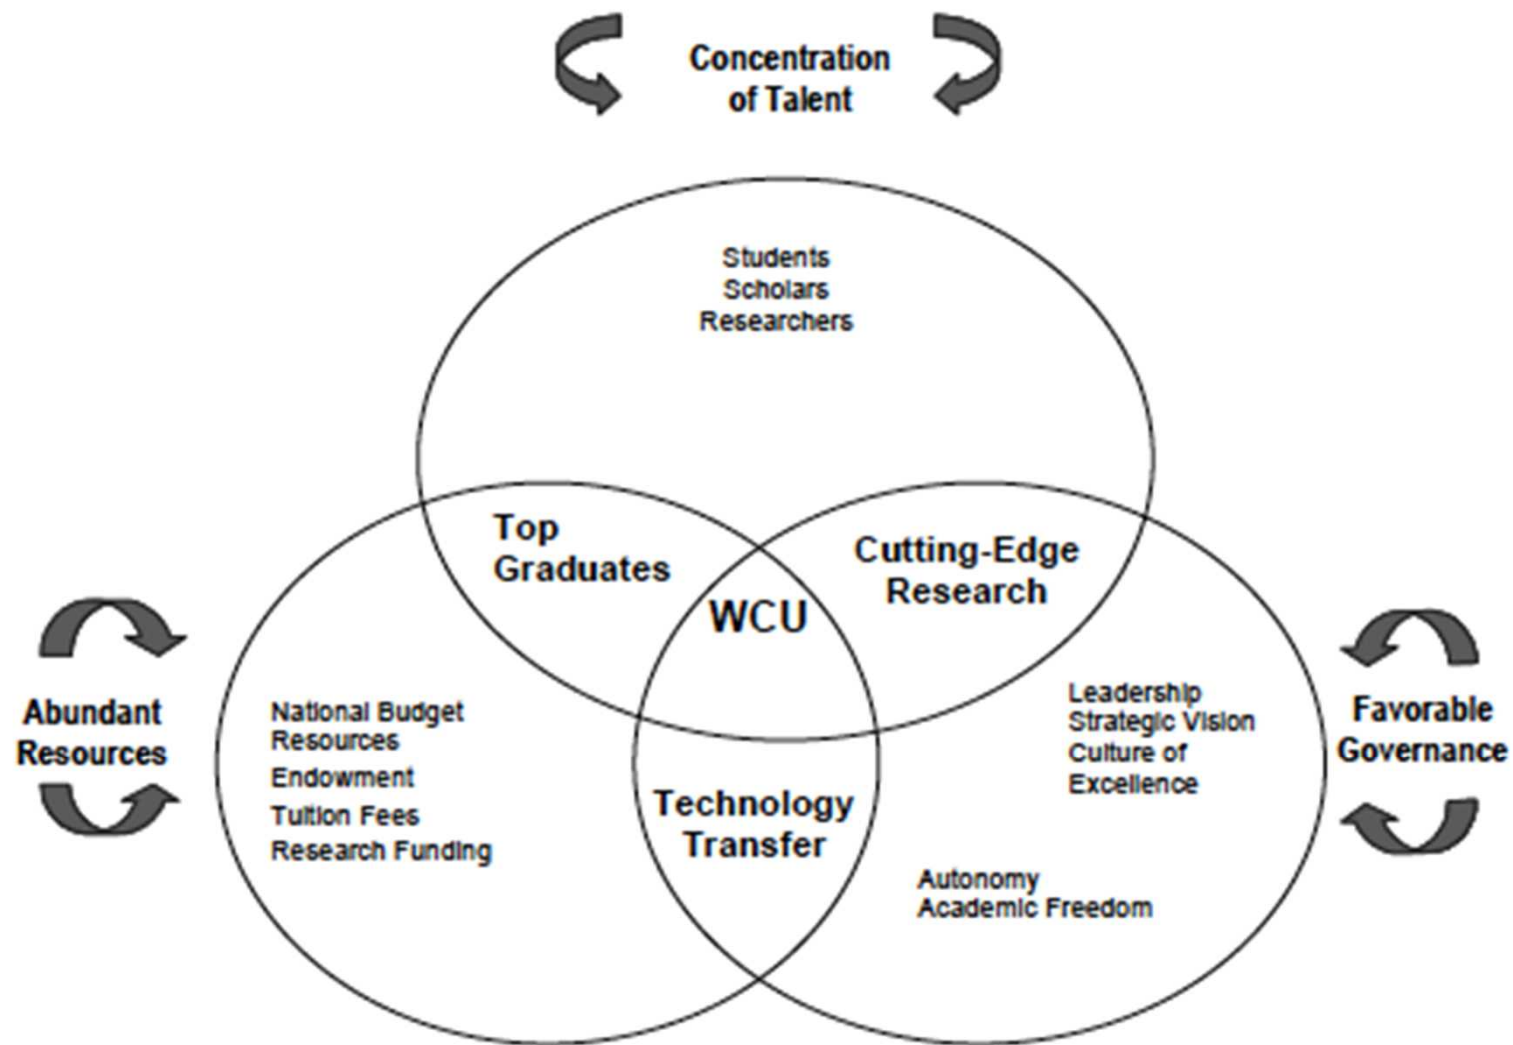 Concentration
of Talent
Students
Scholars
Researchers
Top
Graduates
Cutting-Edge
Research
WCU
Abundant
Resources
National Budget
Resources
Endowment
Tuition Fees
Research Funding
Technology
Transfer
Leadership
Strategic Vision
Culture of
Excellence
Autonomy
Academic Freedom
Favorable
Governance